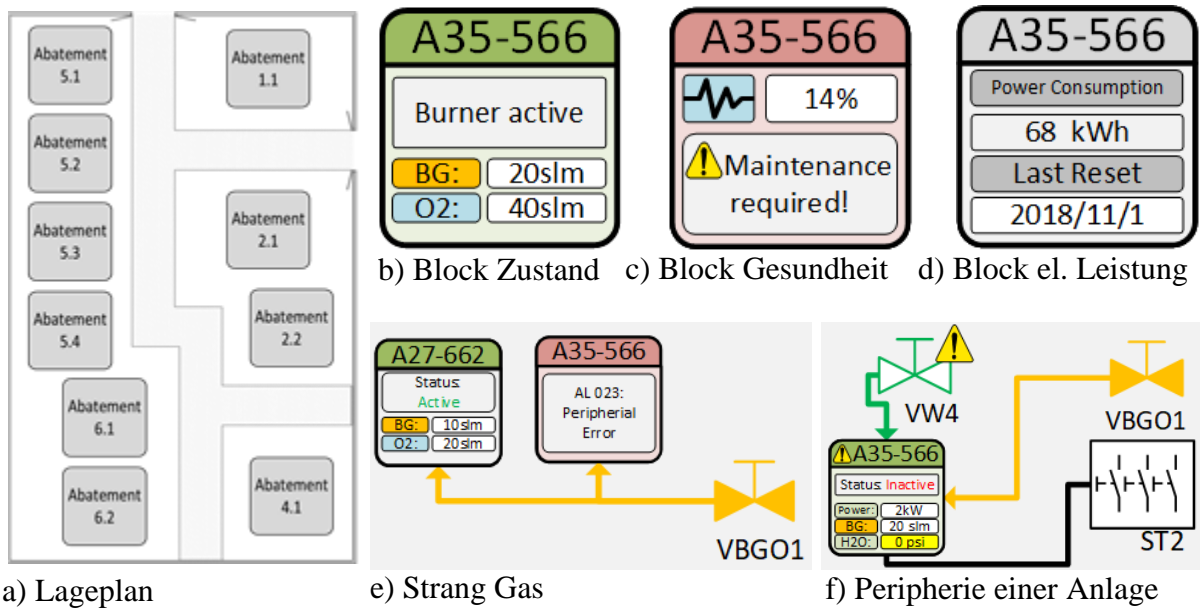 Abatement
5.1
Abatement
5.2
Abatement
5.3
Abatement
5.4
Abatement
6.1
Abatement
6.2
Abatement
1.1
Abatement
2.1
Abatement
2.2
Abatement
4.1
a) Lageplan
A35-566
Burner active
BG: 20slm
O2: 40slm
b) Block Zustand
A35-566
14%
Maintenance
required!
c) Block Gesundheit
A35-566
Power Consumption
68 kWh
Last Reset
2018/11/1
d) Block el. Leistung
A27-662
Status:
Active
BG: 10slm
O2: 20slm
A35-566
AL 023:
Peripherial
Error
VBGO1
e) Strang Gas
VW4
VBGO1
A35-566
Status: Inactive
Power: 2kW
BG: 20 slm
H2O: 0 psi
ST2
f) Peripherie einer Anlage